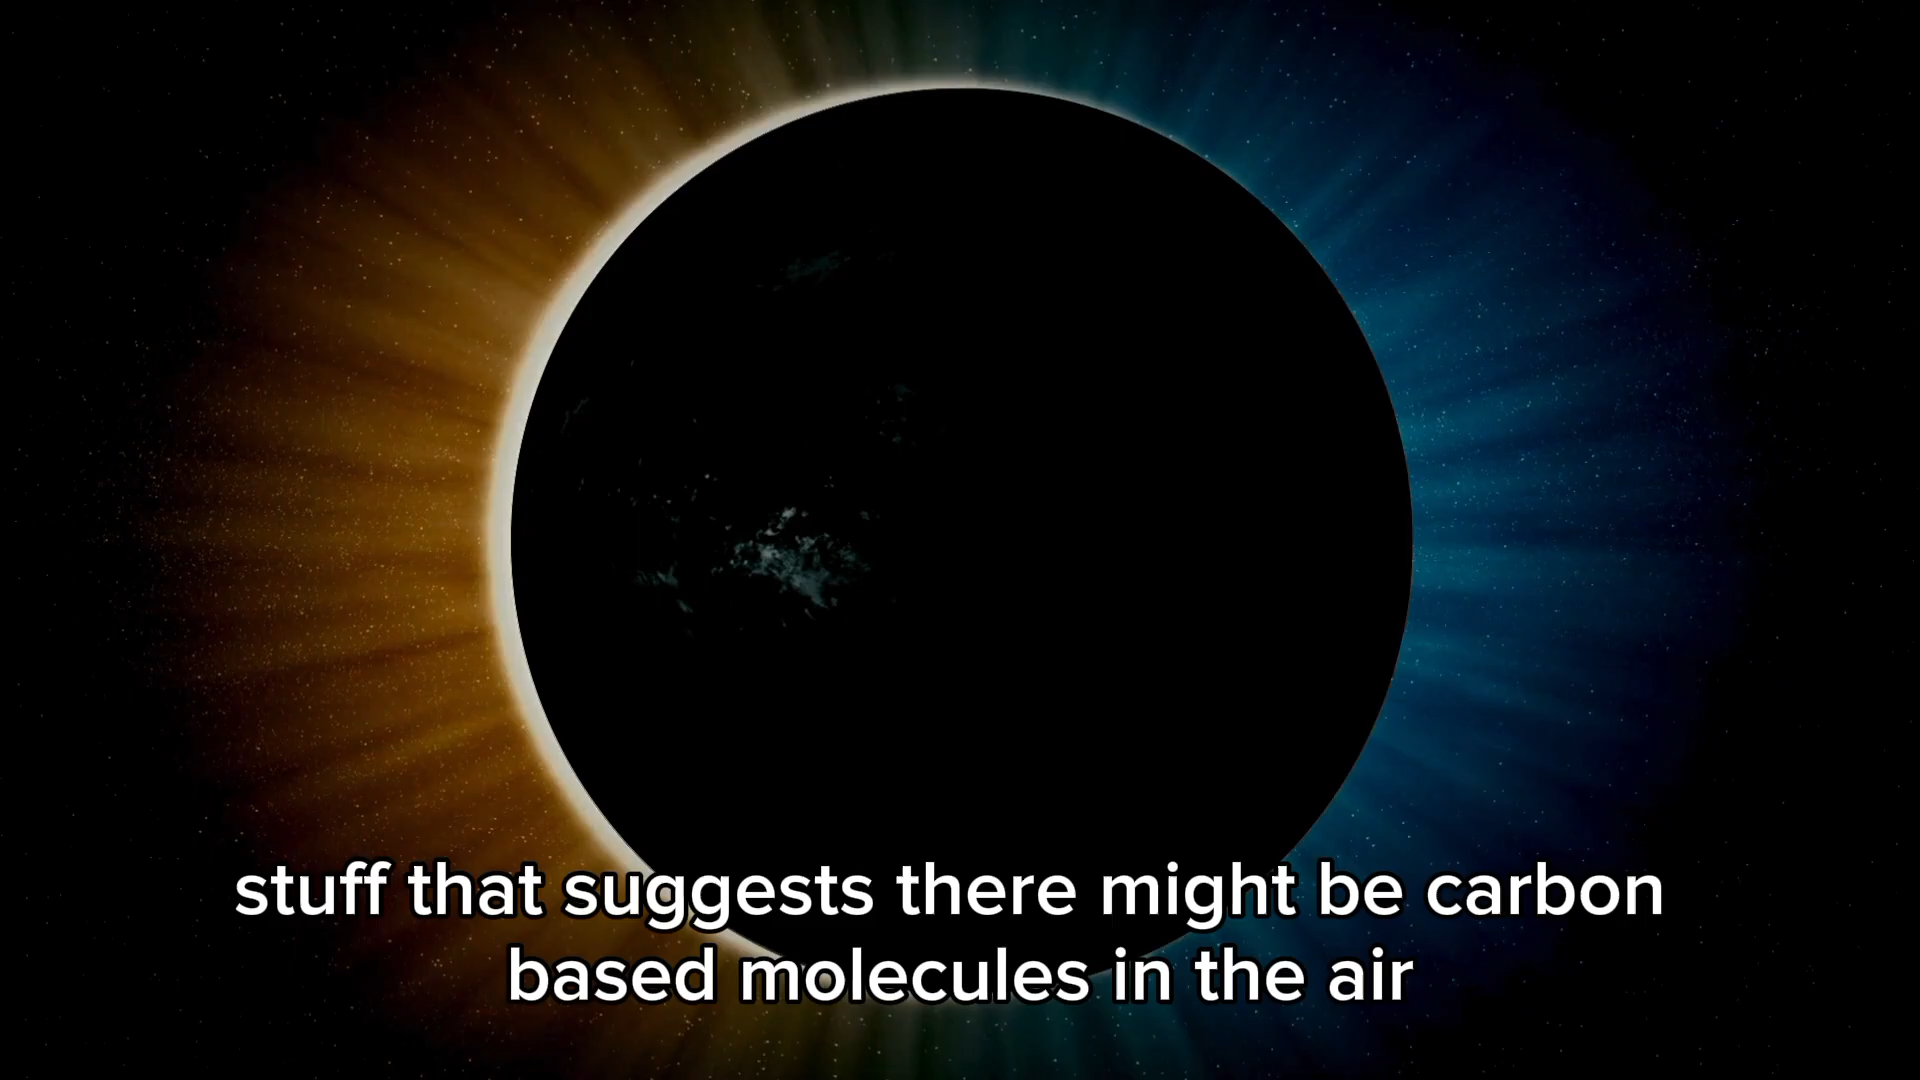 stuff that suggests there might be carbon
based molecules in the air